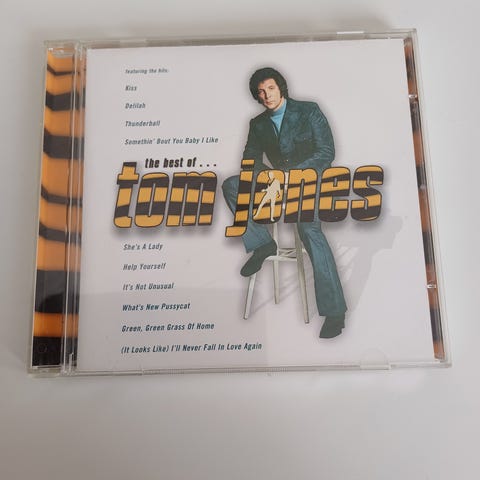 featuring the hits:
Kiss
Delilah
Thunderball
Somethin' Bout You Baby I Like
the best of...
tom jones
She's A Lady
Help Yourself
It's Not Unusual
What's New Pussycat
Green, Green Grass Of Home
(It Looks Like) I'll Never Fall In Love Again